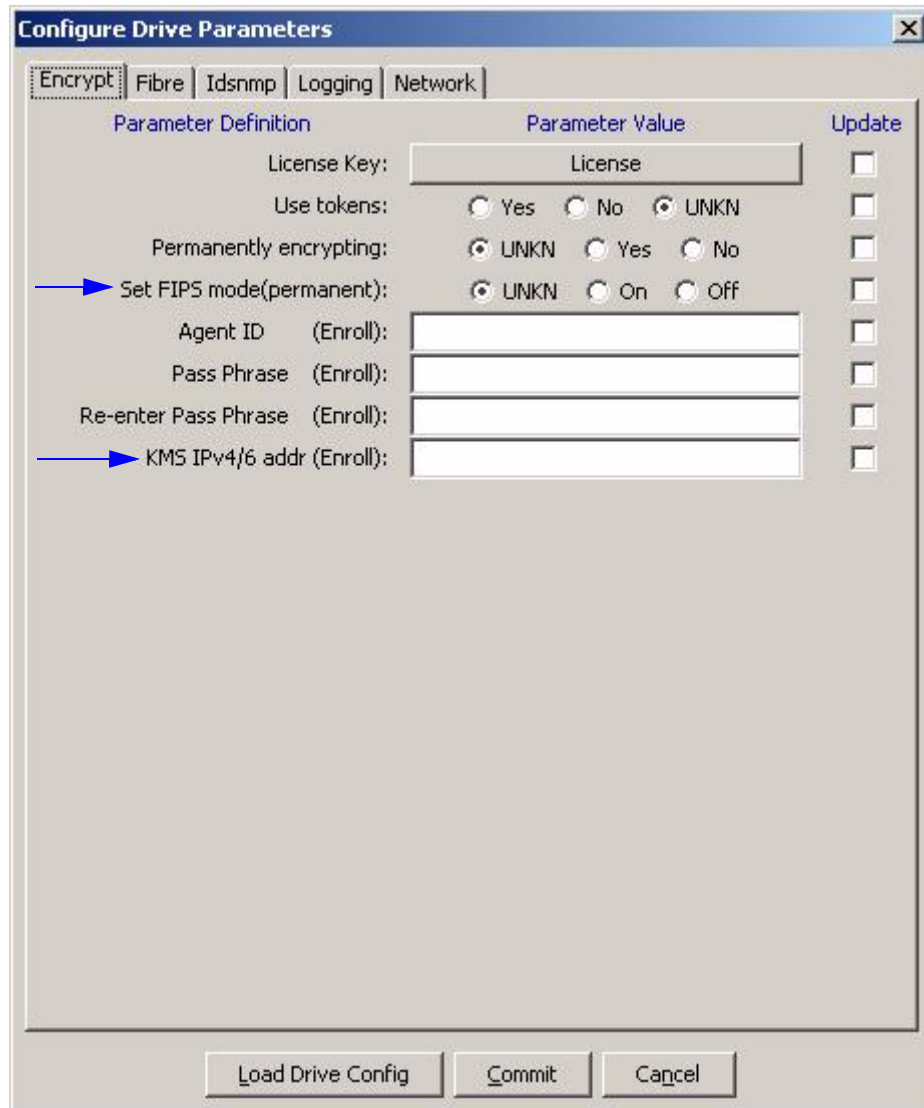 Configure Drive Parameters
Encrypt Fibre Idsnmp Logging Network
Parameter Definition Parameter Value Update
License Key: License
Use tokens: Yes No UNKN
Permanently encrypting: UNKN Yes No
Set FIPS mode(permanent): UNKN On Off
Agent ID (Enroll):
Pass Phrase (Enroll):
Re-enter Pass Phrase (Enroll):
KMS IPv4/6 addr (Enroll):
Load Drive Config Commit Cancel